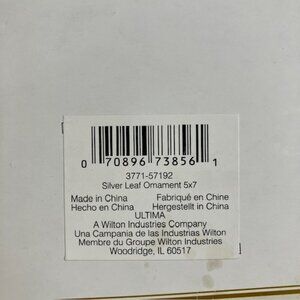 0 70896 73856 1
3771-57192
Silver Leaf Ornament 5x7
Made in China Fabriqué en Chine
Hecho en China Hergestellt in China
ULTIMA
A Wilton Industries Company
Una Campania de las Industrias Wilton
Membre du Groupe Wilton Industries
Woodridge, IL 60517